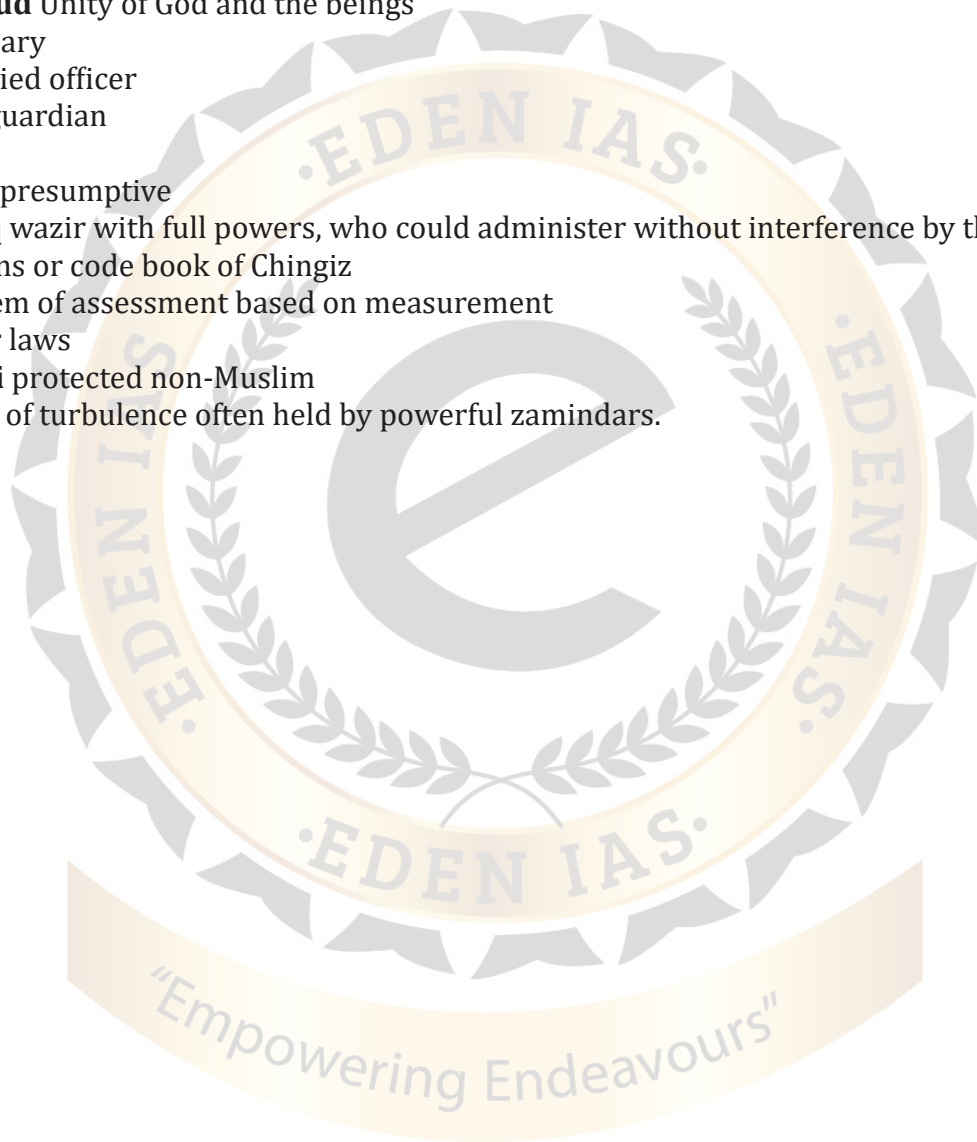 ud Unity of God and the beings
ary
ied officer
guardian
presumptive
wazir with full powers, who could administer without interference by th
ns or code book of Chingiz
em of assessment based on measurement
r laws
i protected non-Muslim
of turbulence often held by powerful zamindars.
·EDEN IAS·
EDEN IAS
·EDEN IAS·
·EDEN IAS·
e
"Empowering Endeavours"